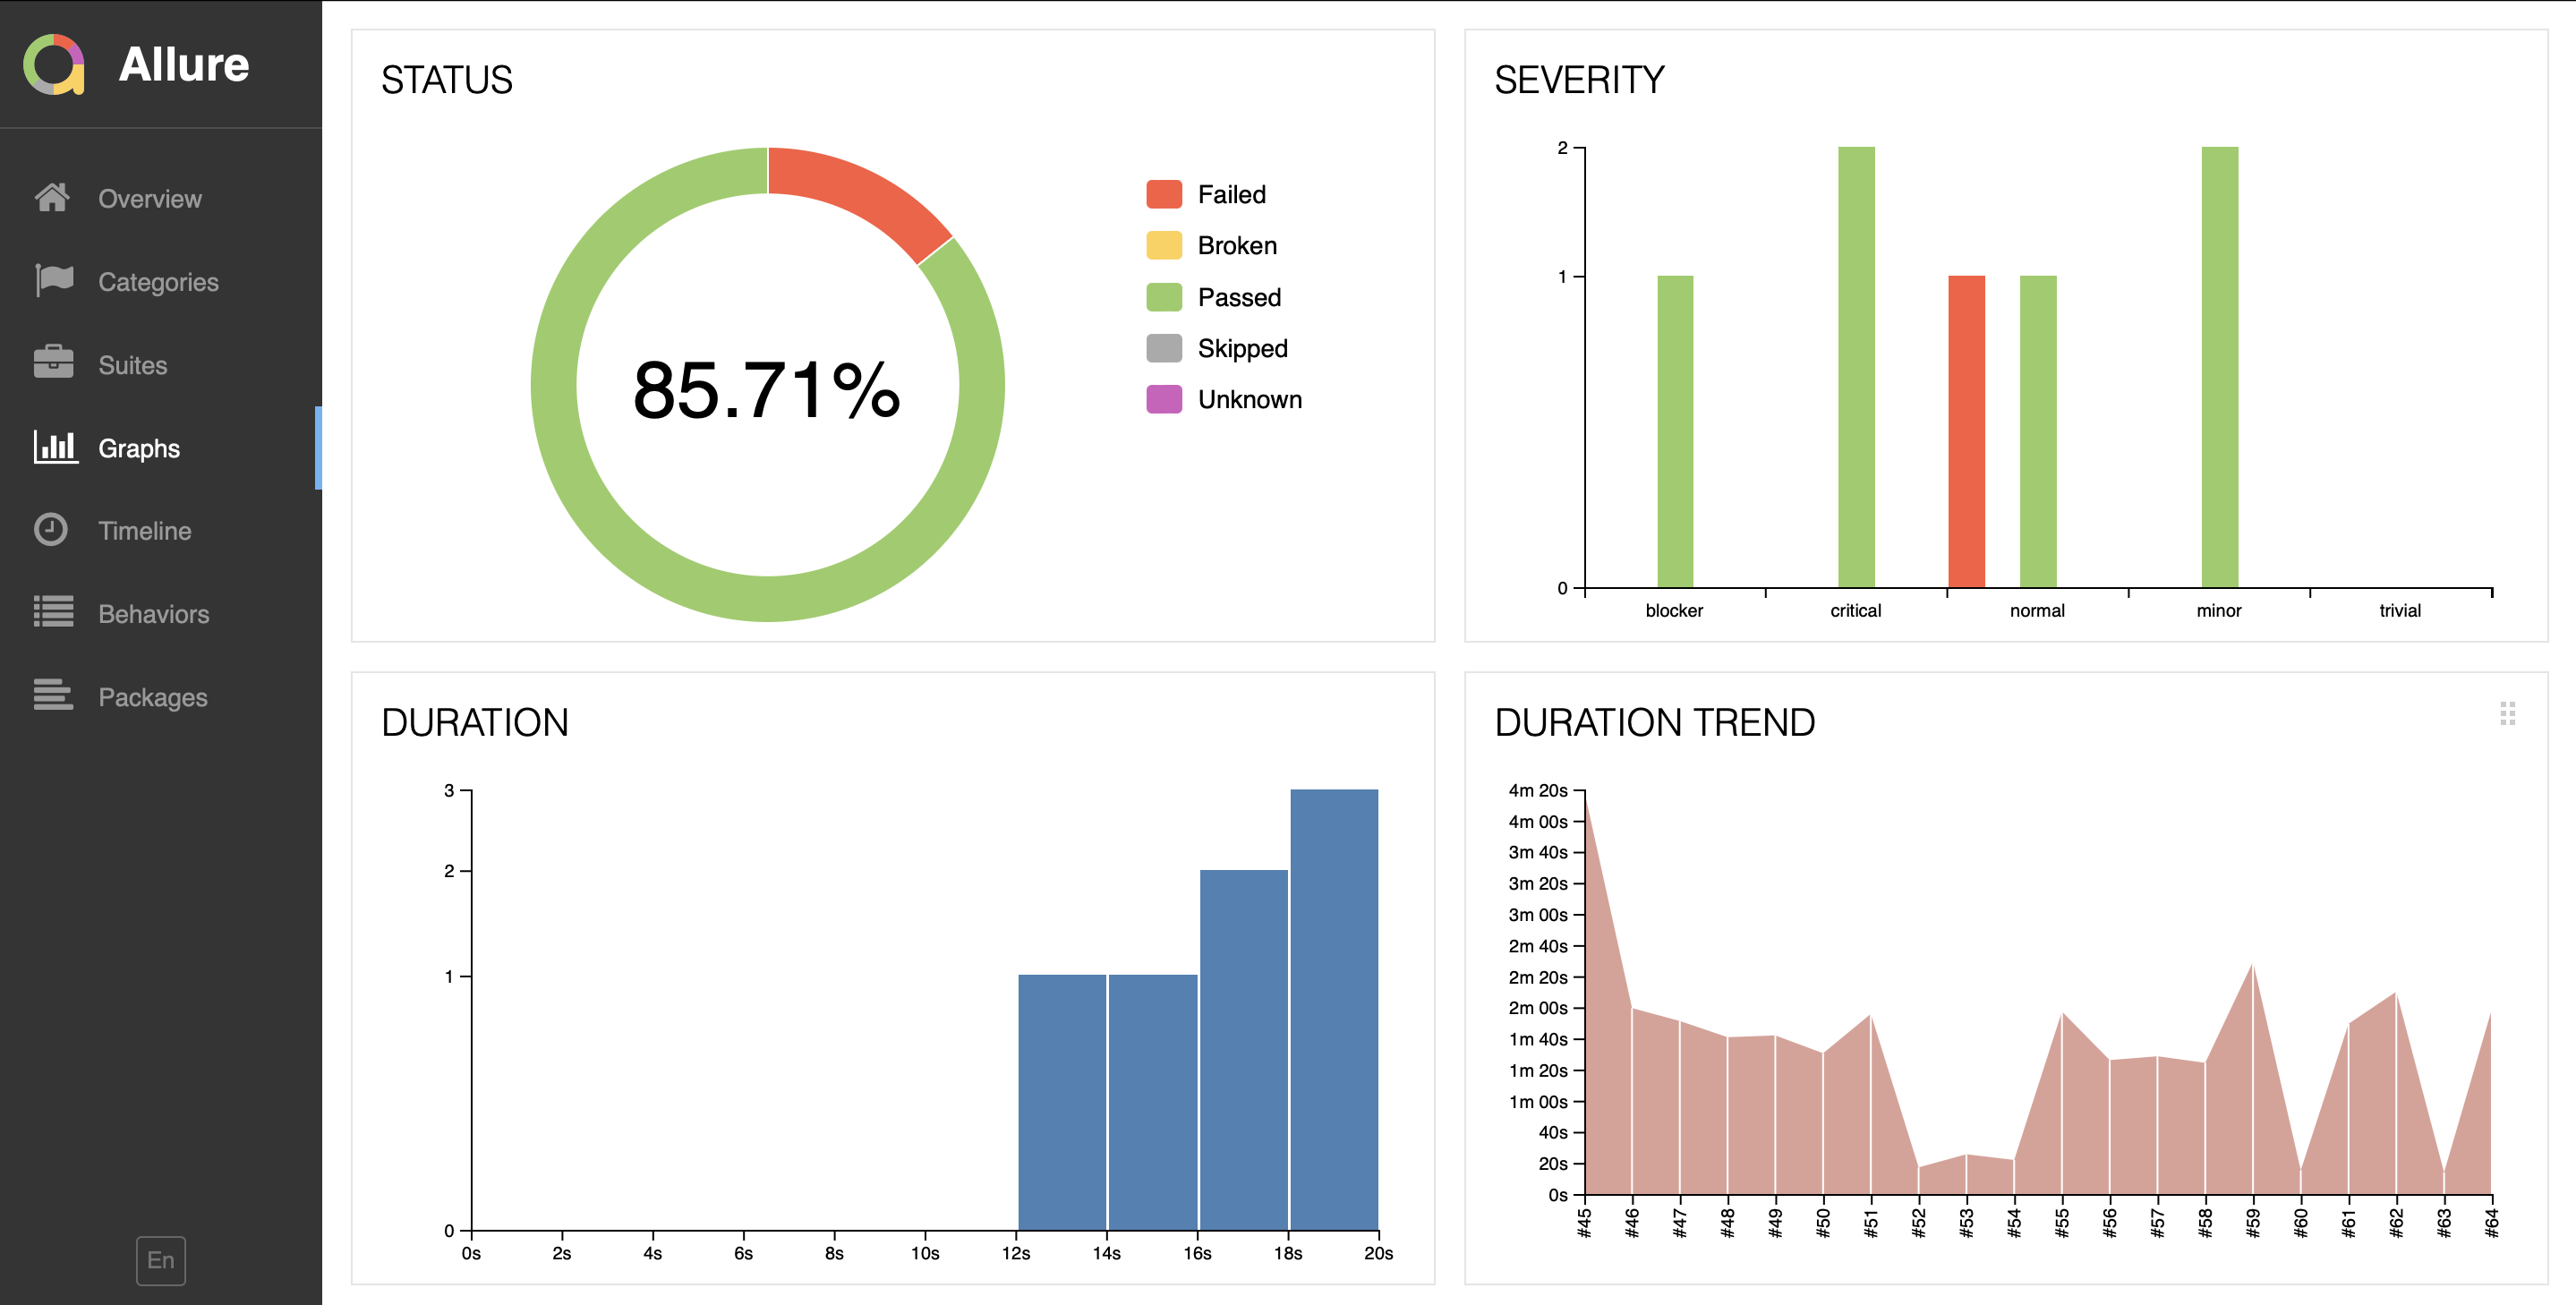 Allure
Overview
Categories
Suites
Graphs
Timeline
Behaviors
Packages
En
STATUS
85.71%
Failed
Broken
Passed
Skipped
Unknown
SEVERITY
2
1
0
blocker critical normal minor trivial
DURATION
3
2
1
0
0s 2s 4s 6s 8s 10s 12s 14s 16s 18s 20s
DURATION TREND
4m 20s
4m 00s
3m 40s
3m 20s
3m 00s
2m 40s
2m 20s
2m 00s
1m 40s
1m 20s
1m 00s
40s
20s
0s
#45 #46 #47 #48 #49 #50 #51 #52 #53 #54 #55 #56 #57 #58 #59 #60 #61 #62 #63 #64